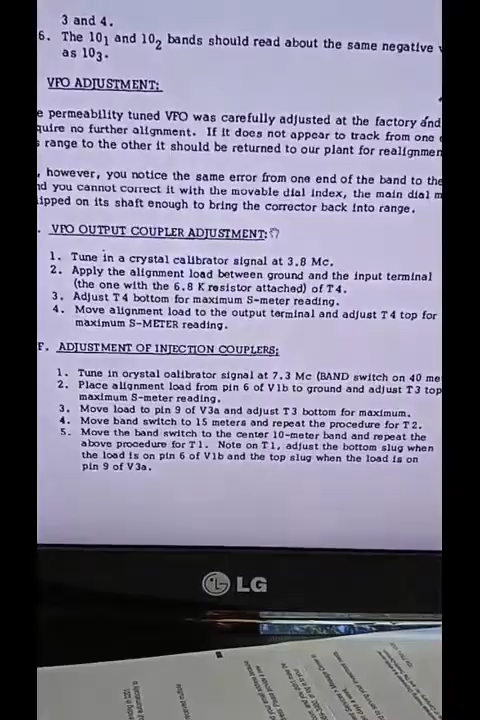 3 and 4.
6. The 10₁ and 10₂ bands should read about the same negative
as 10₃.
VFO ADJUSTMENT:
e permeability tuned VFO was carefully adjusted at the factory and
quire no further alignment. If it does not appear to track from one
range to the other it should be returned to our plant for realignmen
, however, you notice the same error from one end of the band to the
nd you cannot correct it with the movable dial index, the main dial m
ipped on its shaft enough to bring the corrector back into range.
. VFO OUTPUT COUPLER ADJUSTMENT:
1. Tune in a crystal calibrator signal at 3.8 Mc.
2. Apply the alignment load between ground and the input terminal
(the one with the 6.8 K resistor attached) of T4.
3. Adjust T4 bottom for maximum S-meter reading.
4. Move alignment load to the output terminal and adjust T4 top for
maximum S-METER reading.
F. ADJUSTMENT OF INJECTION COUPLERS:
1. Tune in crystal calibrator signal at 7.3 Mc (BAND switch on 40 me
2. Place alignment load from pin 6 of V1b to ground and adjust T3 top
maximum S-meter reading.
3. Move load to pin 9 of V3a and adjust T3 bottom for maximum.
4. Move band switch to 15 meters and repeat the procedure for T2.
5. Move the band switch to the center 10-meter band and repeat the
above procedure for T1. Note on T1, adjust the bottom slug when
the load is on pin 6 of V1b and the top slug when the load is on
pin 9 of V3a.
LG